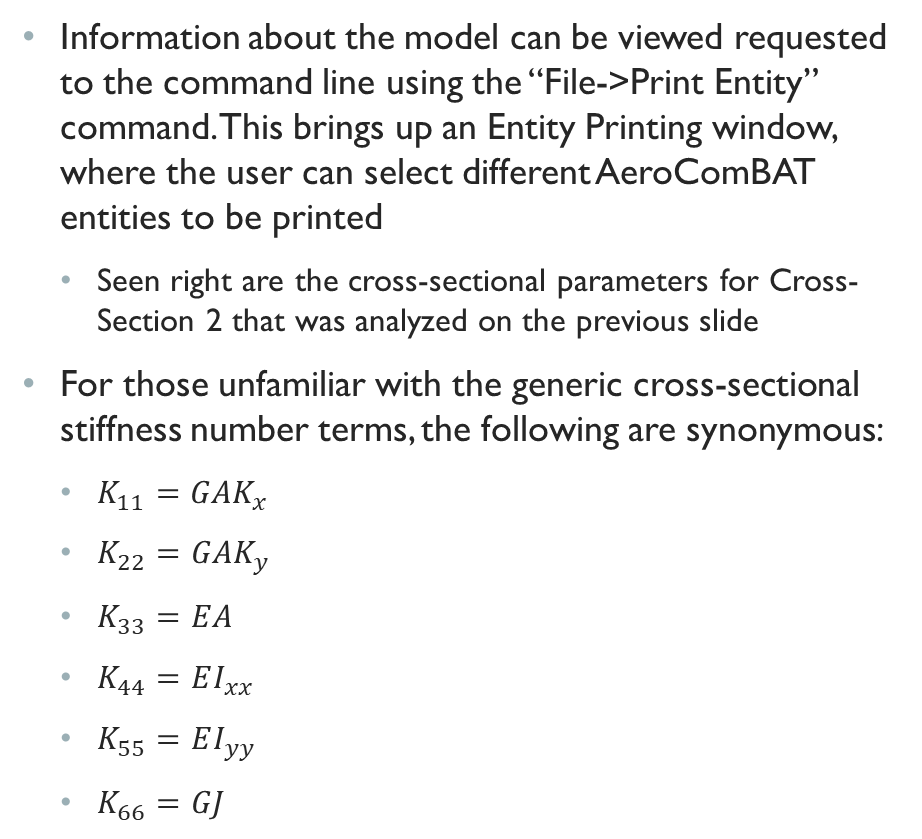 • Information about the model can be viewed requested
to the command line using the “File->Print Entity”
command. This brings up an Entity Printing window,
where the user can select different AeroComBAT
entities to be printed
• Seen right are the cross-sectional parameters for Cross-
Section 2 that was analyzed on the previous slide
• For those unfamiliar with the generic cross-sectional
stiffness number terms, the following are synonymous:
• K₁₁ = GAKₓ
• K₂₂ = GAK_y
• K₃₃ = EA
• K₄₄ = EIₓₓ
• K₅₅ = EI_yy
• K₆₆ = GJ